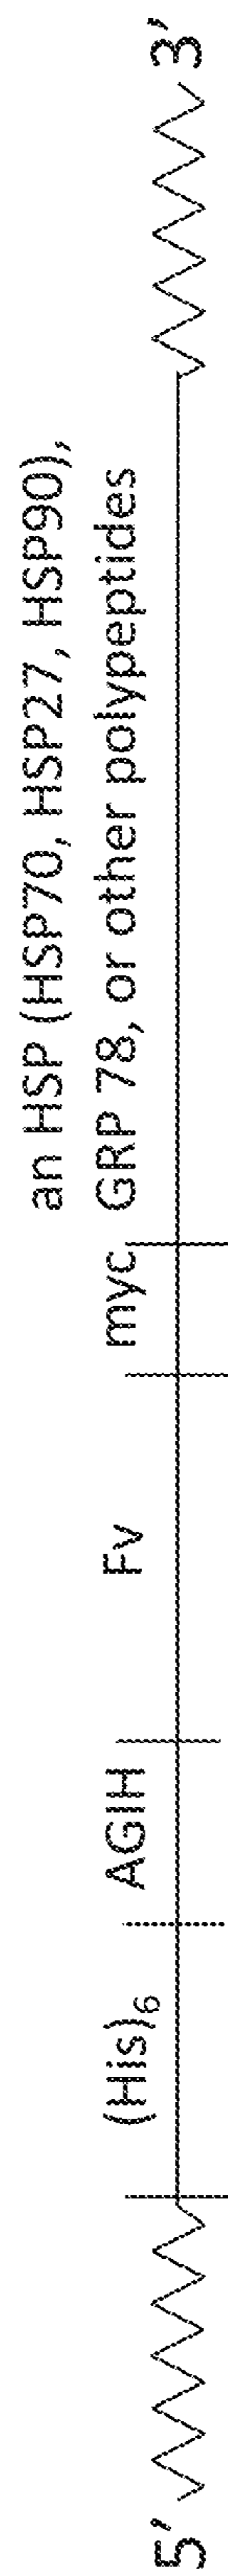 an HSP (HSP70, HSP27, HSP90),
GRP 78, or other polypeptides
5’
(His)₆
AGIH
Fv
myc
3’